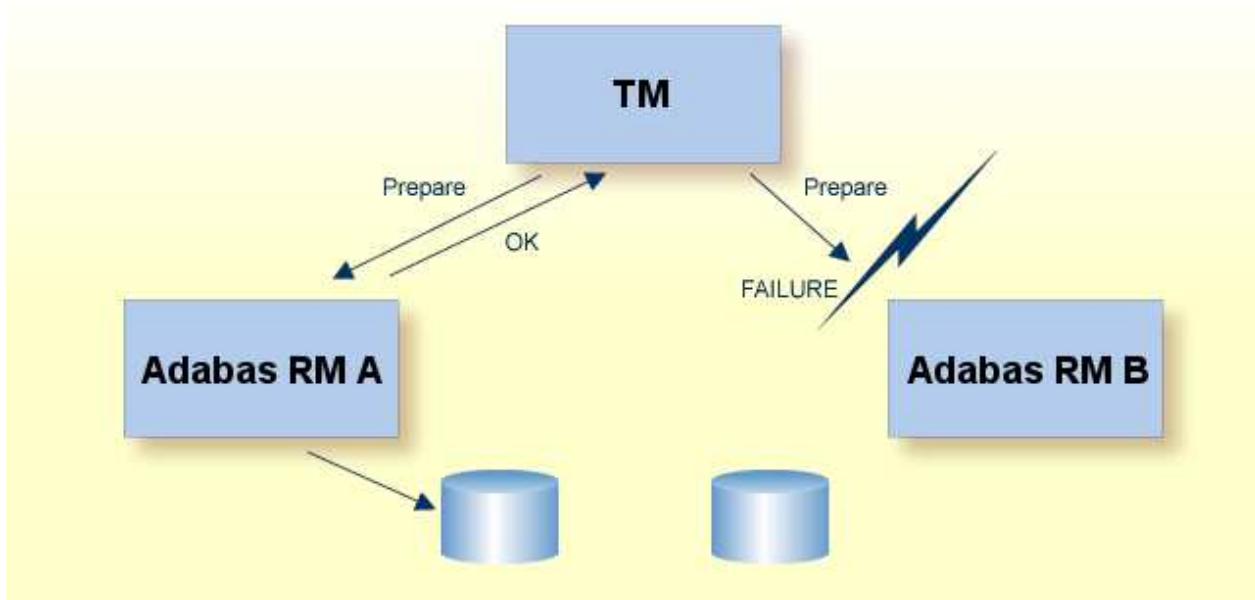 TM
Prepare
Prepare
OK
FAILURE
Adabas RM A
Adabas RM B